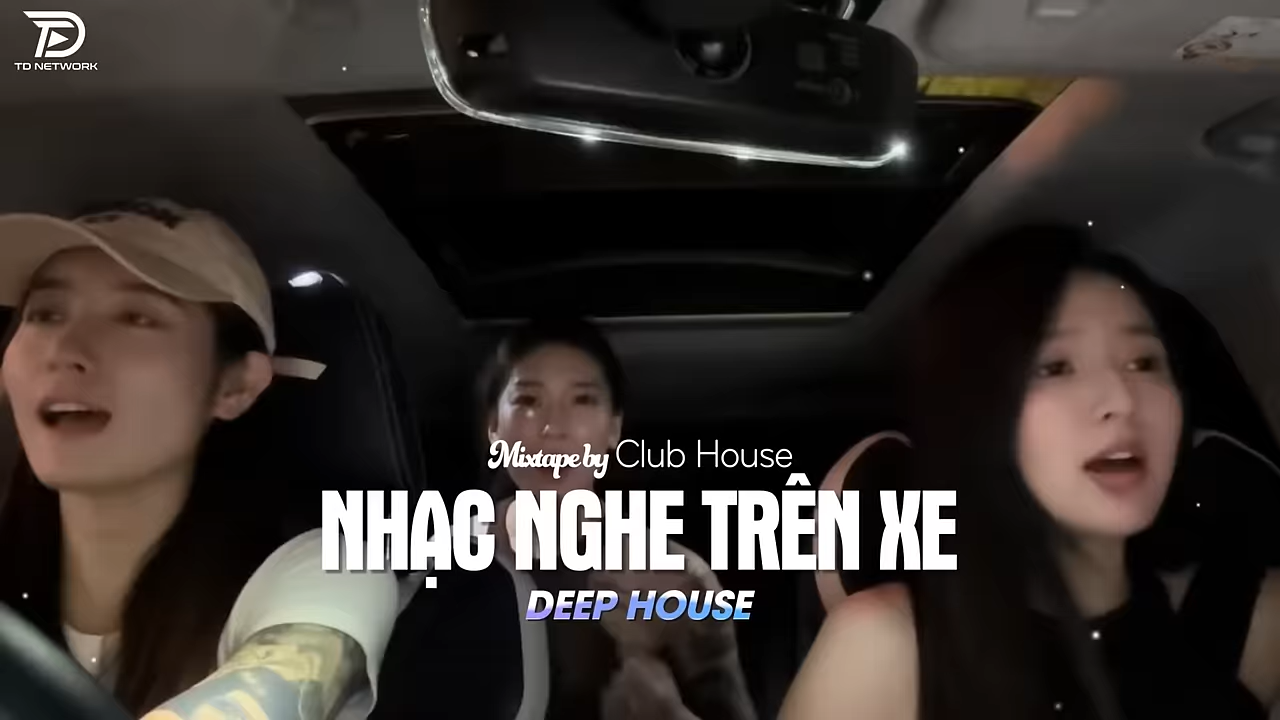 TD NETWORK
Mixtape by Club House
NHẠC NGHE TRÊN XE
DEEP HOUSE